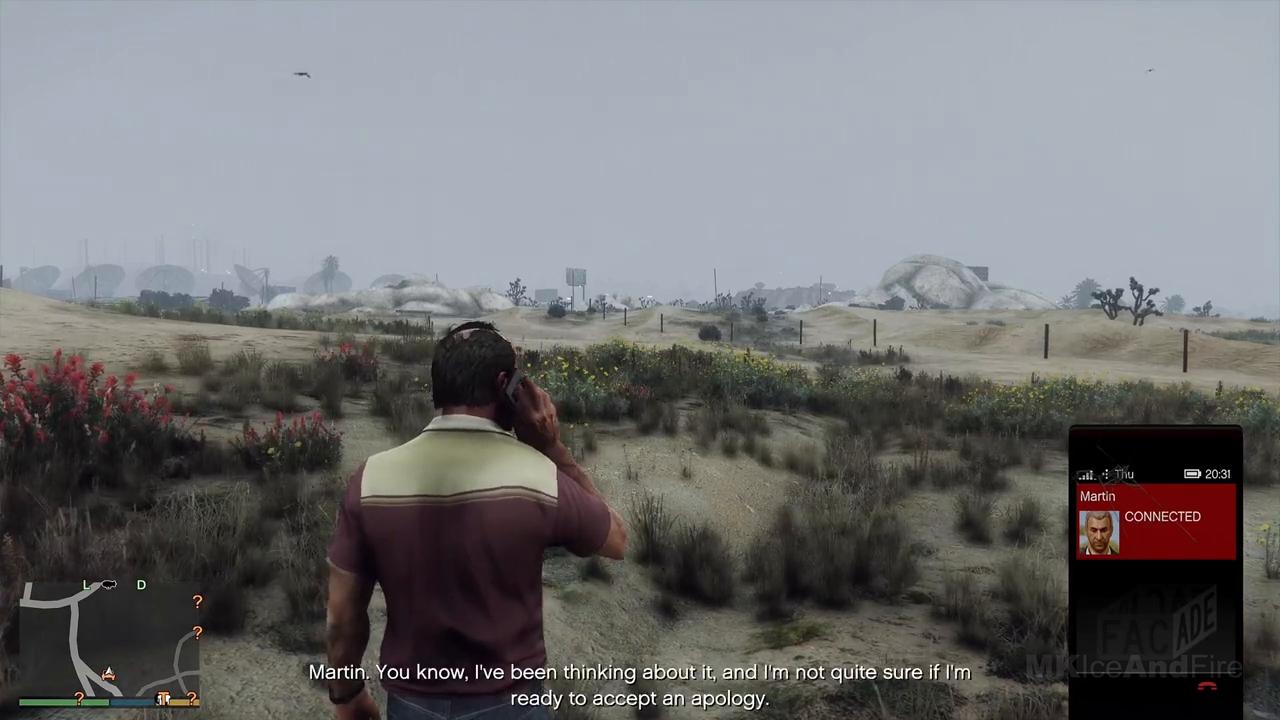 Thu
20:31
Martin
CONNECTED
L
D
?
?
FACADE
MKIceAndFire
?
T
?
Martin. You know, I've been thinking about it, and I'm not quite sure if I'm
ready to accept an apology.